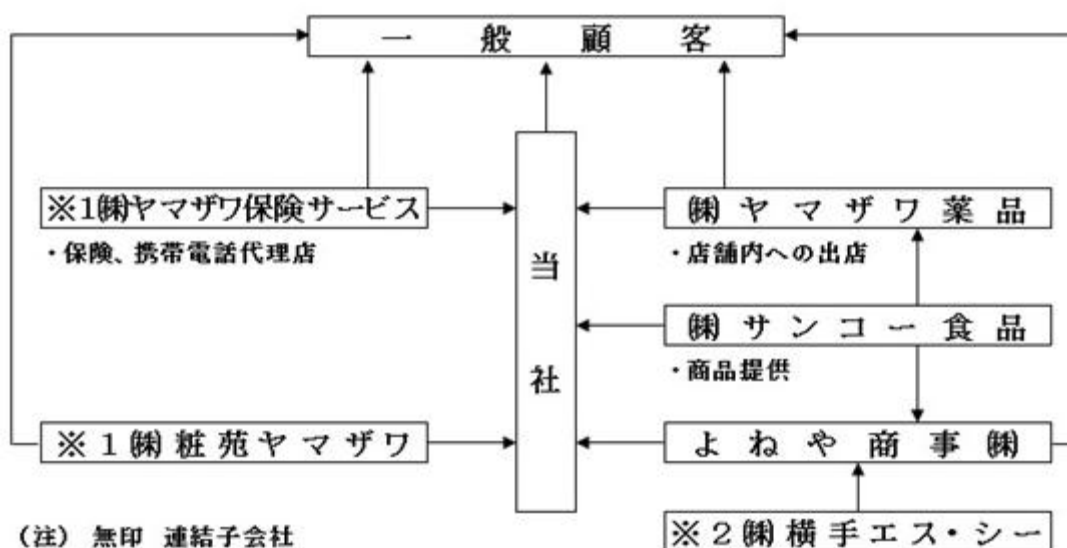 一般顧客
※1㈱ヤマザワ保険サービス
・保険、携帯電話代理店
※1㈱粧苑ヤマザワ
当社
㈱ヤマザワ薬品
・店舗内への出店
㈱サンコー食品
・商品提供
よねや商事㈱
※2㈱横手エス・シー
(注) 無印 連結子会社